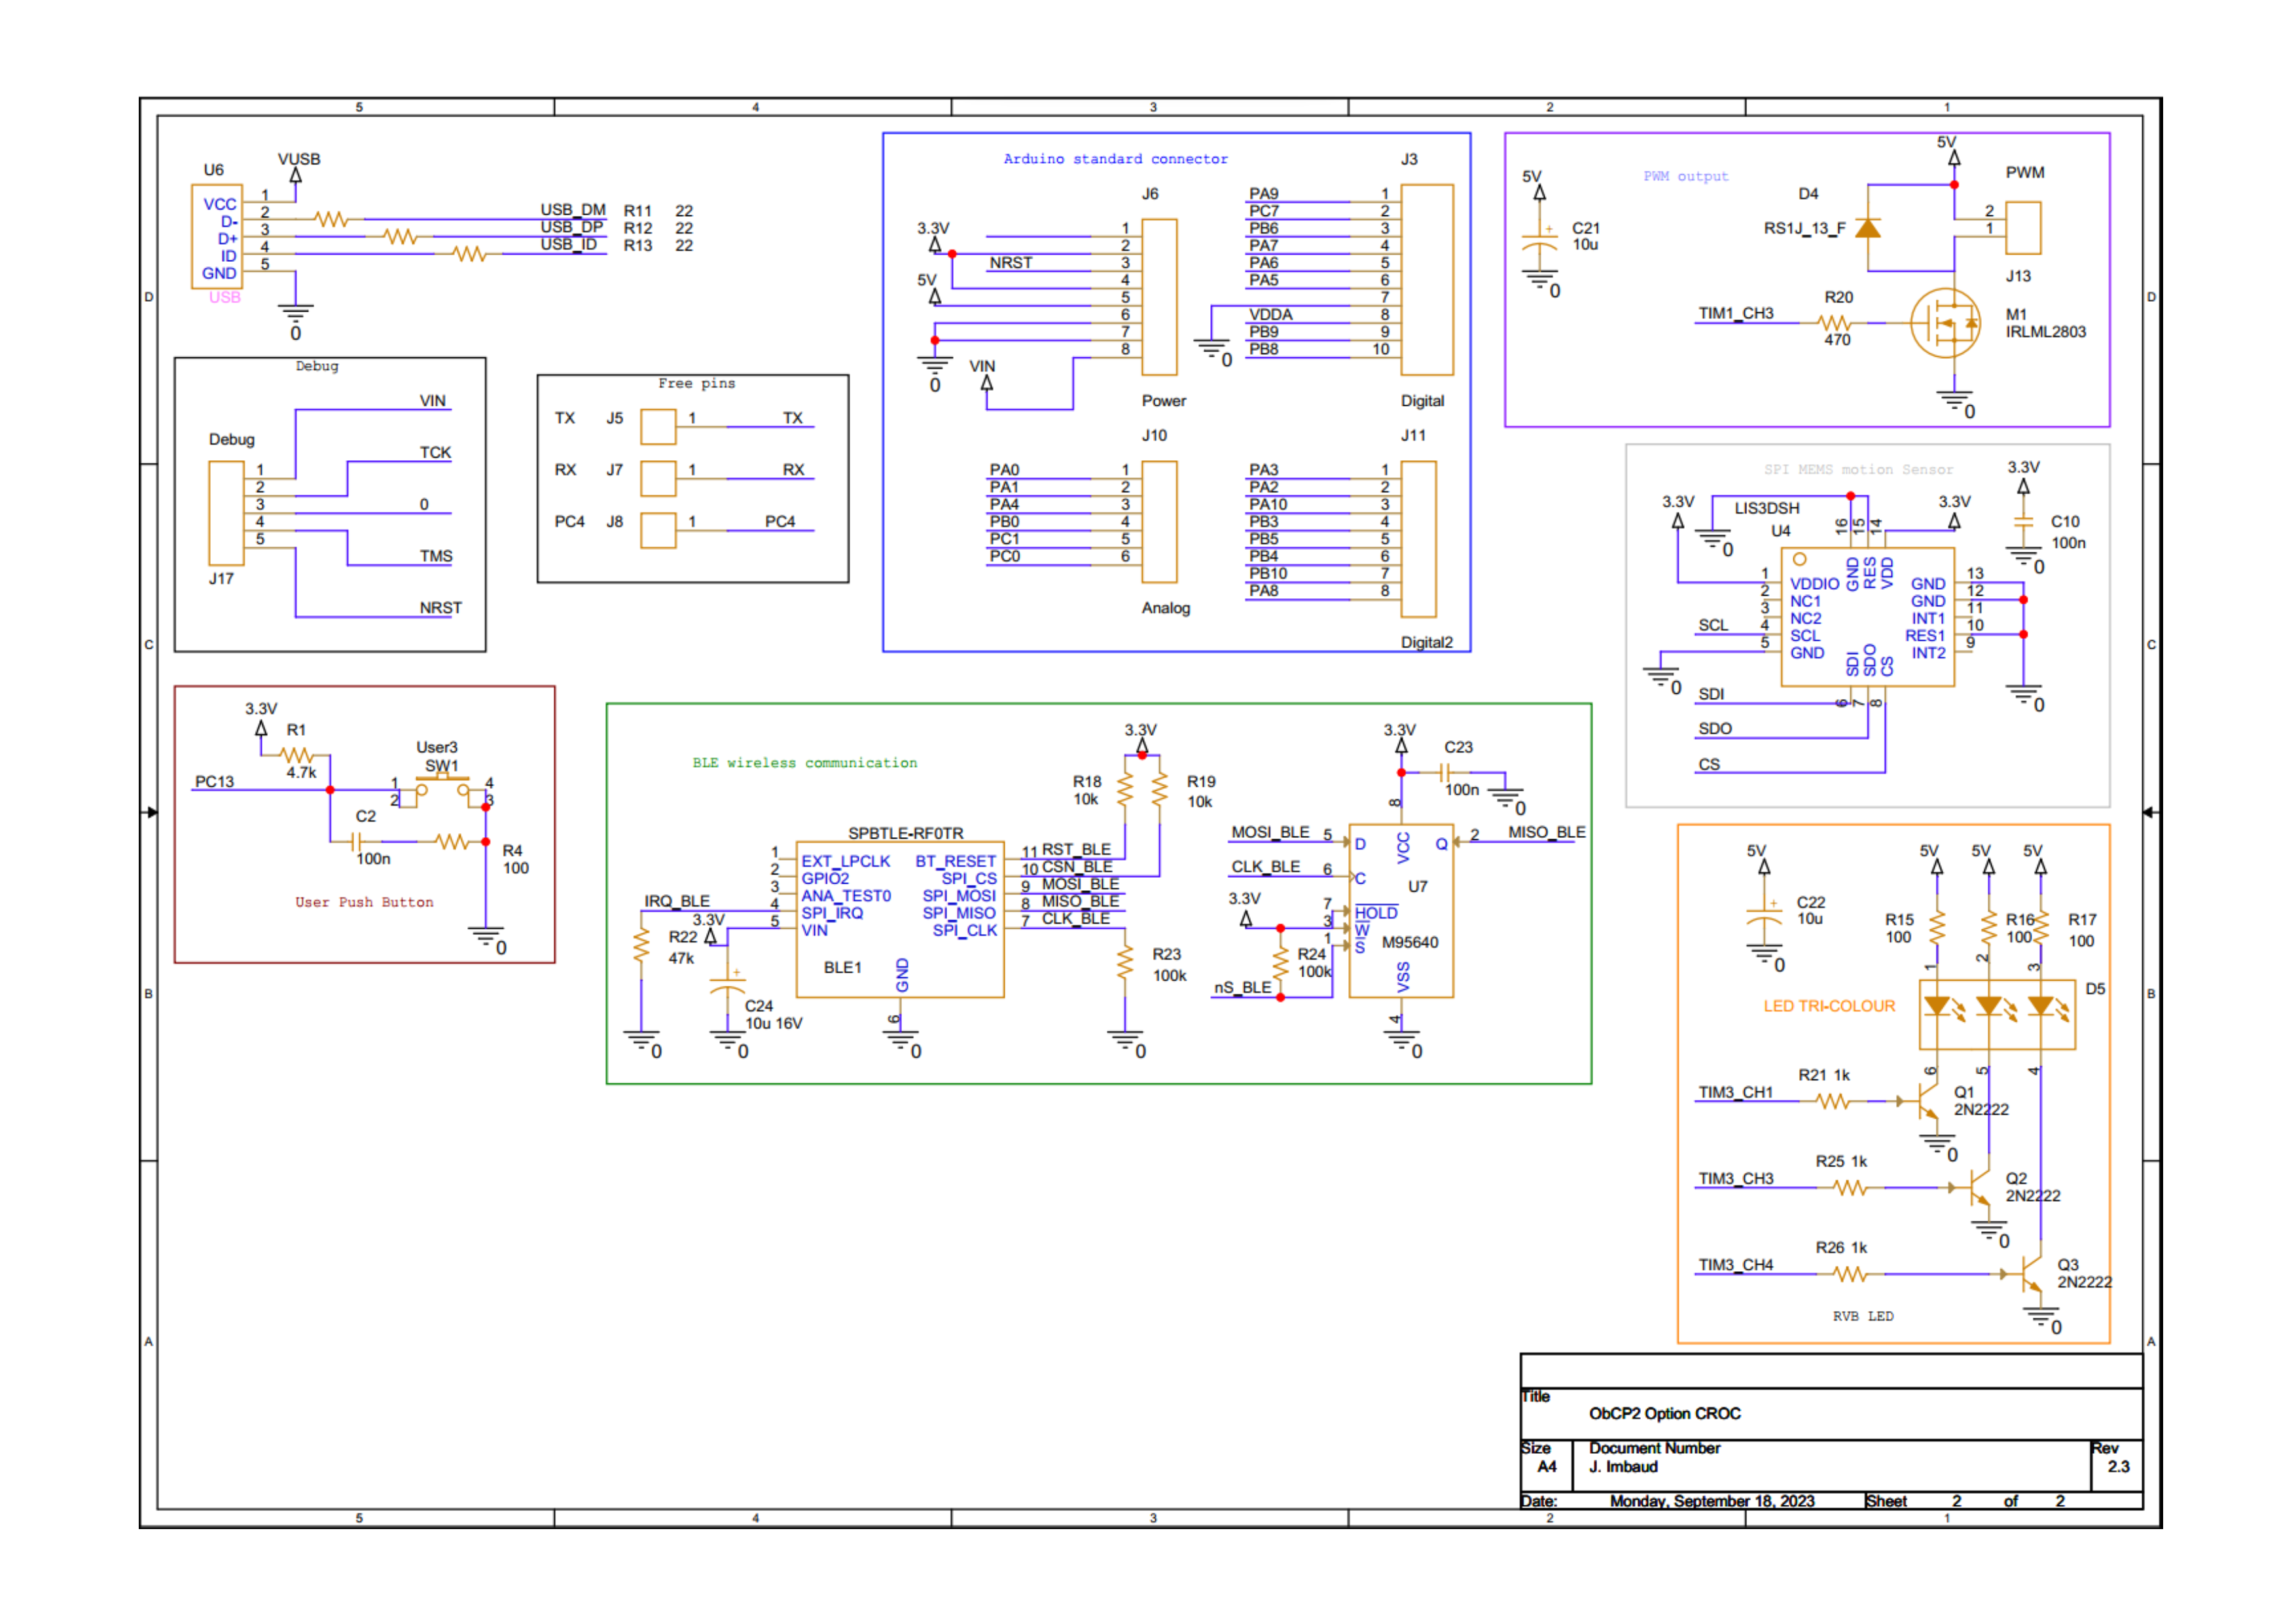 5 4 3 2 1
D
C
B
A
U6
VUSB
VCC 1
D- 2
D+ 3
ID 4
GND 5
USB
USB_DM R11 22
USB_DP R12 22
USB_ID R13 22
0
Debug
VIN
Debug
TCK
1
2
3 0
4
5
TMS
J17
NRST
Free pins
TX J5 1 TX
RX J7 1 RX
PC4 J8 1 PC4
Arduino standard connector
J6
3.3V
1
2
NRST 3
5V 4
5
6
7
8
0
VIN
Power
J3
PA9 1
PC7 2
PB6 3
PA7 4
PA6 5
PA5 6
7
VDDA 8
PB9 9
PB8 10
0
Digital
J10
PA0 1
PA1 2
PA4 3
PB0 4
PC1 5
PC0 6
Analog
J11
PA3 1
PA2 2
PA10 3
PB3 4
PB5 5
PB4 6
PB10 7
PA8 8
Digital2
PWM output
5V
C21
10u
0
5V
PWM
D4
RS1J_13_F
2
1
J13
TIM1_CH3
R20
470
M1
IRLML2803
0
SPI MEMS motion Sensor
3.3V
3.3V
LIS3DSH
3.3V
U4
0
C10
100n
0
16 15 14
GND RES VDD
1 VDDIO GND 13
2 NC1 GND 12
3 NC2 INT1 11
SCL 4 SCL RES1 10
5 GND INT2 9
SDI SDO CS
6 7 8
0
0
SDI
SDO
CS
3.3V
R1
4.7k
User3
SW1
PC13
1 4
2 3
C2
100n
R4
100
User Push Button
0
BLE wireless communication
3.3V
R18
10k
R19
10k
SPBTLE-RF0TR
1 EXT_LPCLK BT_RESET 11 RST_BLE
2 GPIO2 SPI_CS 10 CSN_BLE
3 ANA_TEST0 SPI_MOSI 9 MOSI_BLE
IRQ_BLE 4 SPI_IRQ SPI_MISO 8 MISO_BLE
3.3V 5 VIN SPI_CLK 7 CLK_BLE
R22
47k
BLE1
GND
6
C24
10u 16V
R23
100k
0 0 0 0
3.3V
C23
100n
0
8
MOSI_BLE 5 D VCC Q 2 MISO_BLE
CLK_BLE 6 C
U7
3.3V
7 HOLD
3 W
1 S
M95640
R24
100k
nS_BLE
VSS
4
0
5V
C22
10u
0
5V 5V 5V
R15
100
R16
100
R17
100
1 2 3
D5
LED TRI-COLOUR
6 5 4
TIM3_CH1
R21 1k
Q1
2N2222
0
TIM3_CH3
R25 1k
Q2
2N2222
0
TIM3_CH4
R26 1k
Q3
2N2222
0
RVB LED
Title
ObCP2 Option CROC
Size
A4
Document Number
J. Imbaud
Rev
2.3
Date: Monday, September 18, 2023 Sheet 2 of 2
D
C
B
A
5 4 3 2 1